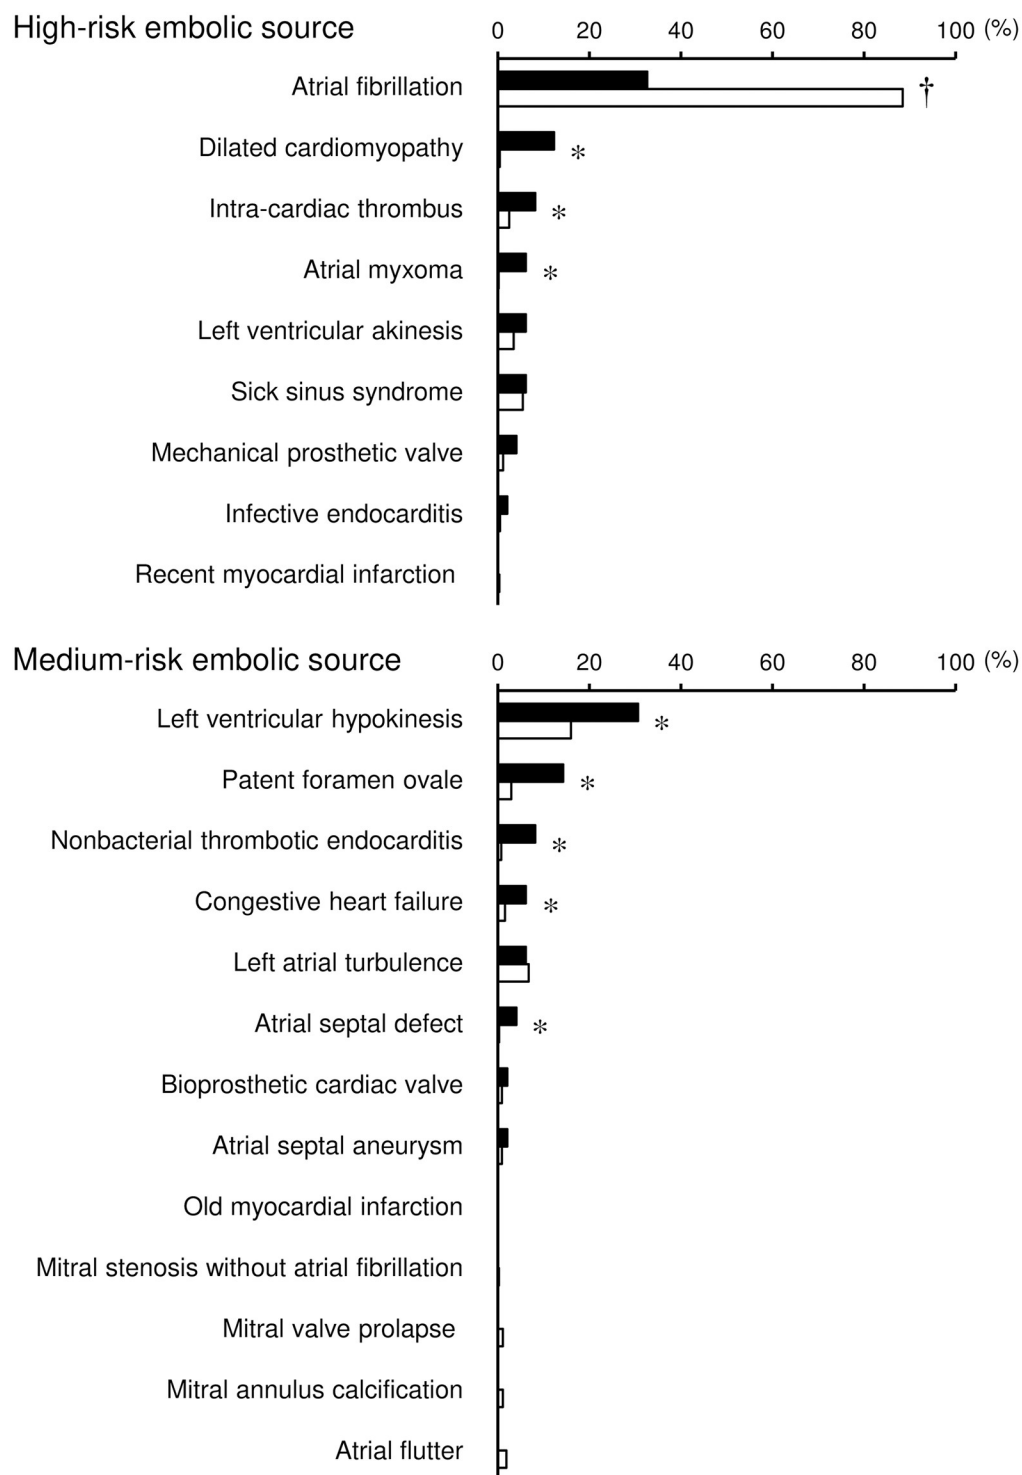 High-risk embolic source
0 20 40 60 80 100 (%)
Atrial fibrillation †
Dilated cardiomyopathy *
Intra-cardiac thrombus *
Atrial myxoma *
Left ventricular akinesis
Sick sinus syndrome
Mechanical prosthetic valve
Infective endocarditis
Recent myocardial infarction
Medium-risk embolic source
0 20 40 60 80 100 (%)
Left ventricular hypokinesis *
Patent foramen ovale *
Nonbacterial thrombotic endocarditis *
Congestive heart failure *
Left atrial turbulence
Atrial septal defect *
Bioprosthetic cardiac valve
Atrial septal aneurysm
Old myocardial infarction
Mitral stenosis without atrial fibrillation
Mitral valve prolapse
Mitral annulus calcification
Atrial flutter